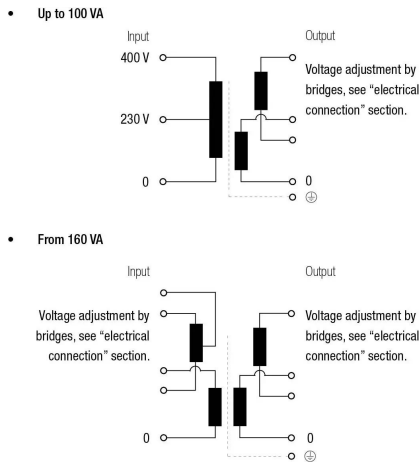 • Up to 100 VA
Input
Output
400 V
230 V
0
Voltage adjustment by
bridges, see “electrical
connection” section.
0
• From 160 VA
Input
Output
Voltage adjustment by
bridges, see “electrical
connection” section.
0
Voltage adjustment by
bridges, see “electrical
connection” section.
0